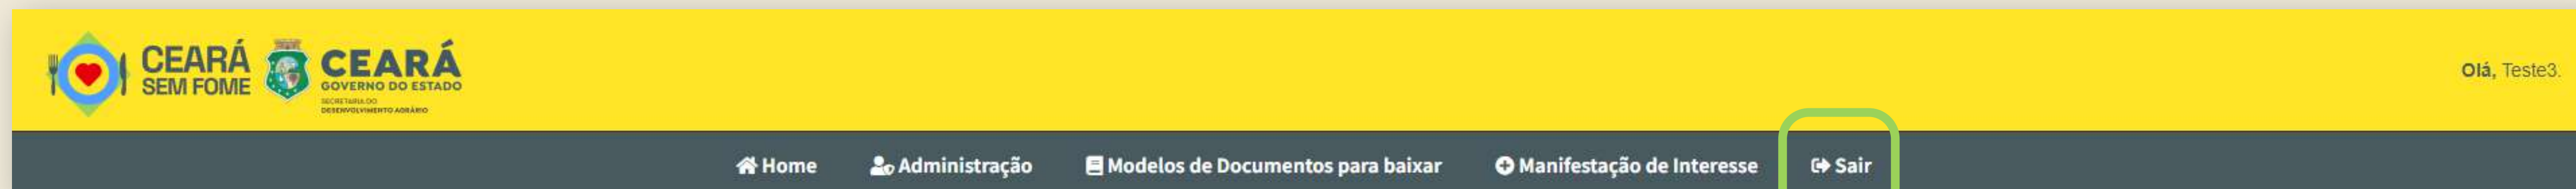 CEARÁ
SEM FOME
CEARÁ
GOVERNO DO ESTADO
SECRETARIA DO
DESENVOLVIMENTO AGRÁRIO
Olá, Teste3.
Home Administração Modelos de Documentos para baixar Manifestação de Interesse Sair